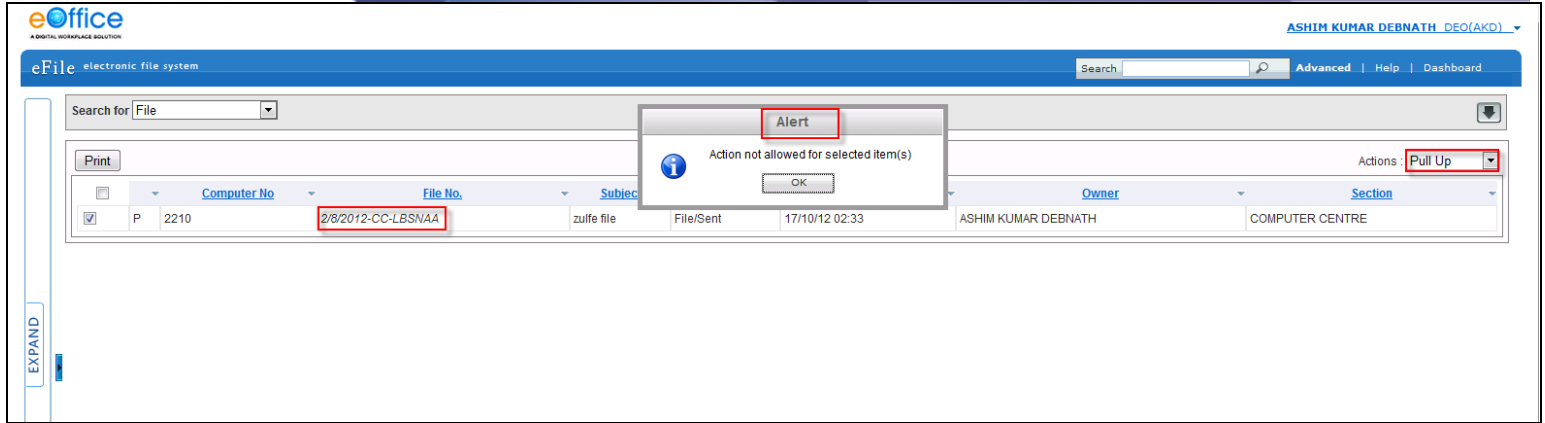 eOffice
A DIGITAL WORKPLACE SOLUTION
ASHIM KUMAR DEBNATH DEO(AKD)
eFile electronic file system
Search
Advanced | Help | Dashboard
Search for File
Alert
Action not allowed for selected item(s)
OK
Print
Actions : Pull Up
Computer No File No. Subjec Owner Section
P 2210 2/8/2012-CC-LBSNAA zulfe file File/Sent 17/10/12 02:33 ASHIM KUMAR DEBNATH COMPUTER CENTRE
EXPAND